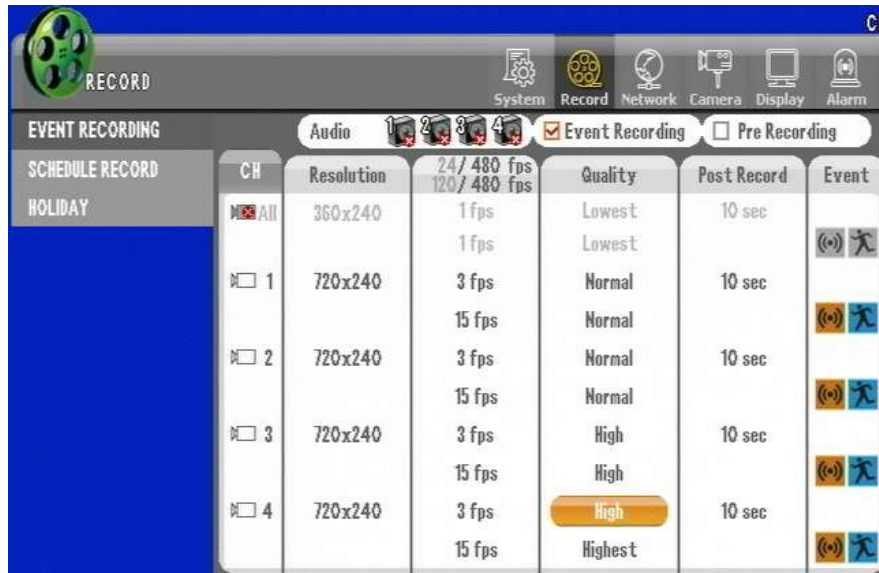 C
RECORD
System Record Network Camera Display Alarm
EVENT RECORDING
Audio 1 2 3 4 Event Recording Pre Recording
SCHEDULE RECORD
HOLIDAY
CH Resolution 24/ 480 fps Quality Post Record Event
120/ 480 fps
All 360x240 1 fps Lowest 10 sec
1 fps Lowest
1 720x240 3 fps Normal 10 sec
15 fps Normal
2 720x240 3 fps Normal 10 sec
15 fps Normal
3 720x240 3 fps High 10 sec
15 fps High
4 720x240 3 fps High 10 sec
15 fps Highest